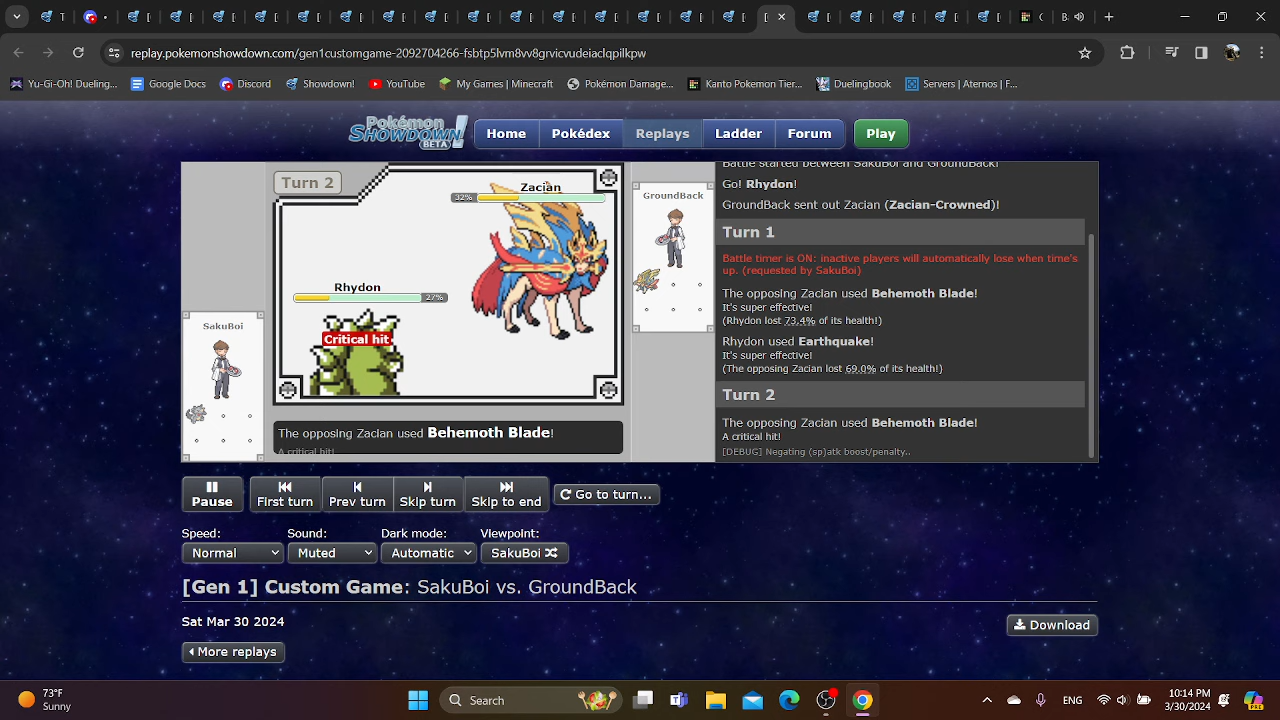 replay.pokemonshowdown.com/gen1customgame-2092704266-fsbtp5lvm8vv8grvicvudeiaclqpilkpw
Yu-Gi-Oh! Dueling...
Google Docs
Discord
Showdown!
YouTube
My Games | Minecraft
Pokémon Damage...
Kanto Pokemon Tier...
Duelingbook
Servers | Aternos | F...
Pokémon
SHOWDOWN!
BETA
Home
Pokédex
Replays
Ladder
Forum
Play
Turn 2
Zacian
32%
Rhydon
27%
Critical hit
SakuBoi
GroundBack
The opposing Zacian used Behemoth Blade!
A critical hit!
Battle started between SakuBoi and GroundBack!
Go! Rhydon!
GroundBack sent out Zacian (Zacian-Crowned)!
Turn 1
Battle timer is ON: inactive players will automatically lose when time's
up. (requested by SakuBoi)
The opposing Zacian used Behemoth Blade!
It's super effective!
(Rhydon lost 73.4% of its health!)
Rhydon used Earthquake!
It's super effective!
(The opposing Zacian lost 69.0% of its health!)
Turn 2
The opposing Zacian used Behemoth Blade!
A critical hit!
[DEBUG] Negating (sp)atk boost/penalty..
Pause
First turn
Prev turn
Skip turn
Skip to end
Go to turn...
Speed:
Sound:
Dark mode:
Viewpoint:
Normal
Muted
Automatic
SakuBoi
[Gen 1] Custom Game: SakuBoi vs. GroundBack
Sat Mar 30 2024
Download
More replays
73°F
Sunny
Search
ENG
10:14 PM
3/30/2024
PRE